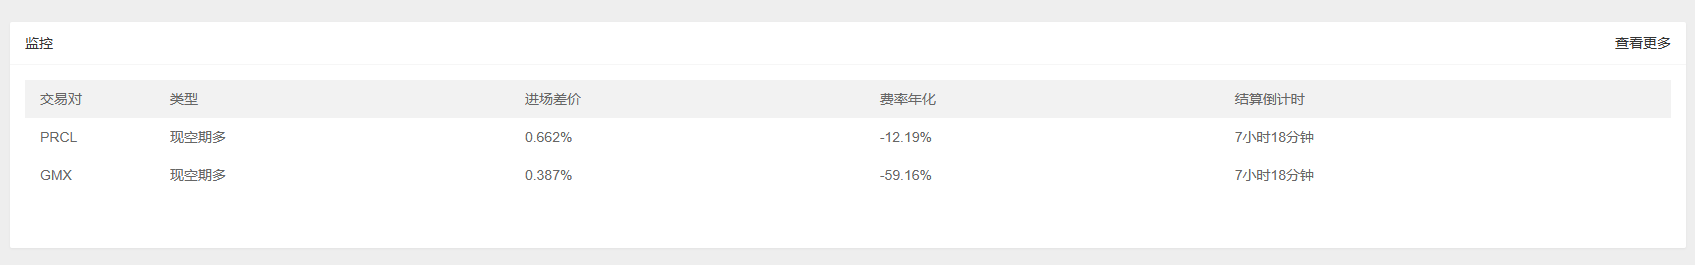 监控 查看更多
交易对 类型 进场差价 费率年化 结算倒计时
PRCL 现空期多 0.662% -12.19% 7小时18分钟
GMX 现空期多 0.387% -59.16% 7小时18分钟